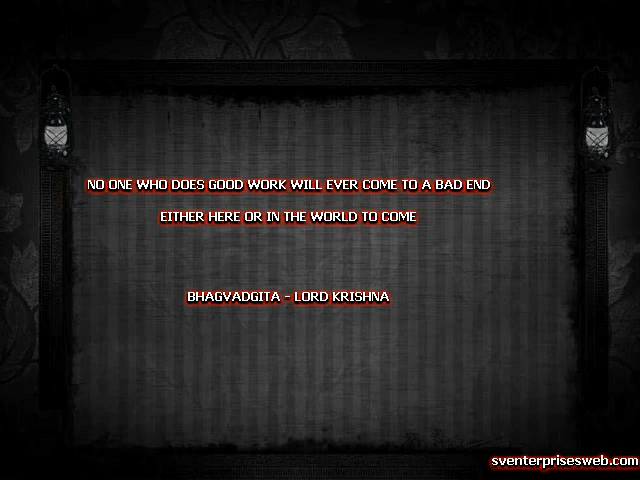 NO ONE WHO DOES GOOD WORK WILL EVER COME TO A BAD END
EITHER HERE OR IN THE WORLD TO COME
BHAGVADGITA - LORD KRISHNA
sventerprisesweb.com